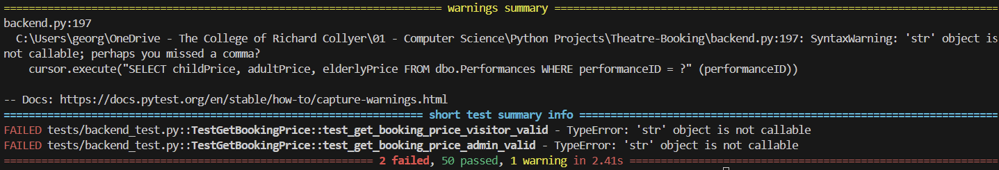 =============================== warnings summary ===============================
backend.py:197
  C:\Users\georg\OneDrive - The College of Richard Collyer\01 - Computer Science\Python Projects\Theatre-Booking\backend.py:197: SyntaxWarning: 'str' object is
not callable; perhaps you missed a comma?
    cursor.execute("SELECT childPrice, adultPrice, elderlyPrice FROM dbo.Performances WHERE performanceID = ?" (performanceID))
-- Docs: https://docs.pytest.org/en/stable/how-to/capture-warnings.html
=============================== short test summary info ===============================
FAILED tests/backend_test.py::TestGetBookingPrice::test_get_booking_price_visitor_valid - TypeError: 'str' object is not callable
FAILED tests/backend_test.py::TestGetBookingPrice::test_get_booking_price_admin_valid - TypeError: 'str' object is not callable
=============================== 2 failed, 50 passed, 1 warning in 2.41s ===============================